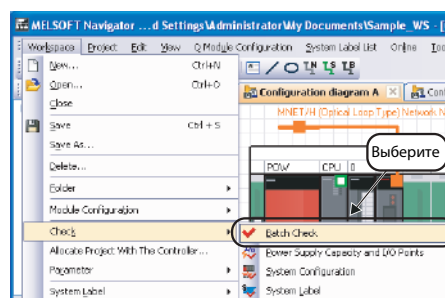 MELSOFT Navigator ...d Settings\Administrator\My Documents\Sample_WS - [
Workspace Project Edit View Q Module Configuration System Label List Online Too
New... Ctrl+N
Open... Ctrl+O
Close
Save Ctrl + S
Save As...
Delete...
Folder
Module Configuration
Check
Allocate Project With The Controller...
Parameter
System Label
Configuration diagram A
Conf
MNET/H (Optical Loop Type) Network N
POW CPU 0
Выберите
Batch Check
Power Supply Capacity and I/O Points
System Configuration
System Label